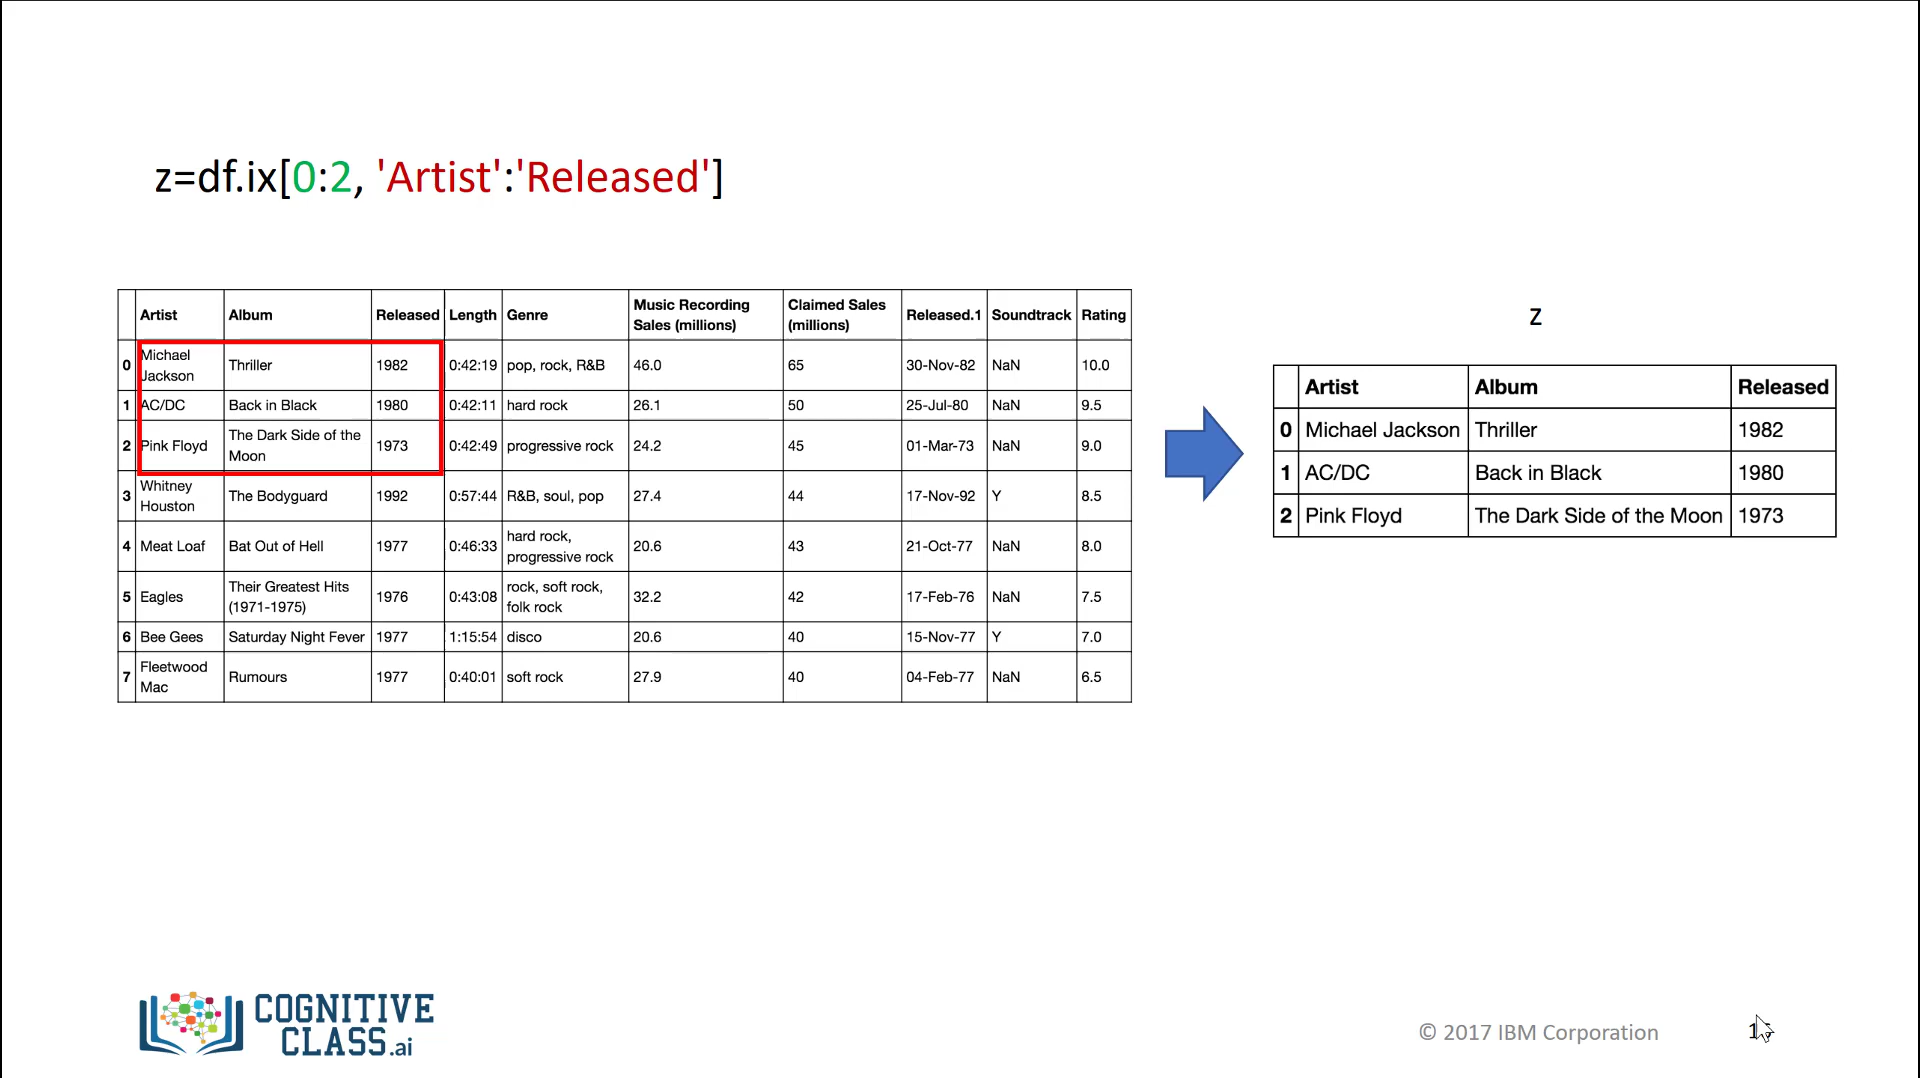 z=df.ix[0:2, 'Artist':'Released']
Artist Album Released Length Genre Music Recording Sales (millions) Claimed Sales (millions) Released.1 Soundtrack Rating
0 Michael Jackson Thriller 1982 0:42:19 pop, rock, R&B 46.0 65 30-Nov-82 NaN 10.0
1 AC/DC Back in Black 1980 0:42:11 hard rock 26.1 50 25-Jul-80 NaN 9.5
2 Pink Floyd The Dark Side of the Moon 1973 0:42:49 progressive rock 24.2 45 01-Mar-73 NaN 9.0
3 Whitney Houston The Bodyguard 1992 0:57:44 R&B, soul, pop 27.4 44 17-Nov-92 Y 8.5
4 Meat Loaf Bat Out of Hell 1977 0:46:33 hard rock, progressive rock 20.6 43 21-Oct-77 NaN 8.0
5 Eagles Their Greatest Hits (1971-1975) 1976 0:43:08 rock, soft rock, folk rock 32.2 42 17-Feb-76 NaN 7.5
6 Bee Gees Saturday Night Fever 1977 1:15:54 disco 20.6 40 15-Nov-77 Y 7.0
7 Fleetwood Mac Rumours 1977 0:40:01 soft rock 27.9 40 04-Feb-77 NaN 6.5
z
Artist Album Released
0 Michael Jackson Thriller 1982
1 AC/DC Back in Black 1980
2 Pink Floyd The Dark Side of the Moon 1973
COGNITIVE
CLASS.ai
© 2017 IBM Corporation